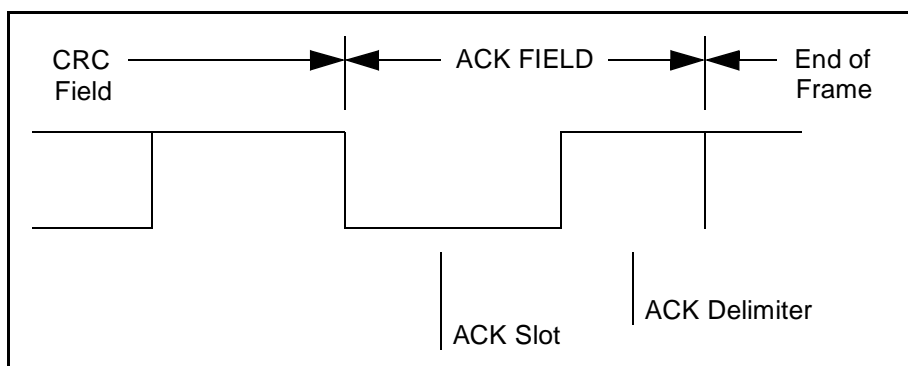 CRC
Field
ACK FIELD
End of
Frame
ACK Slot
ACK Delimiter